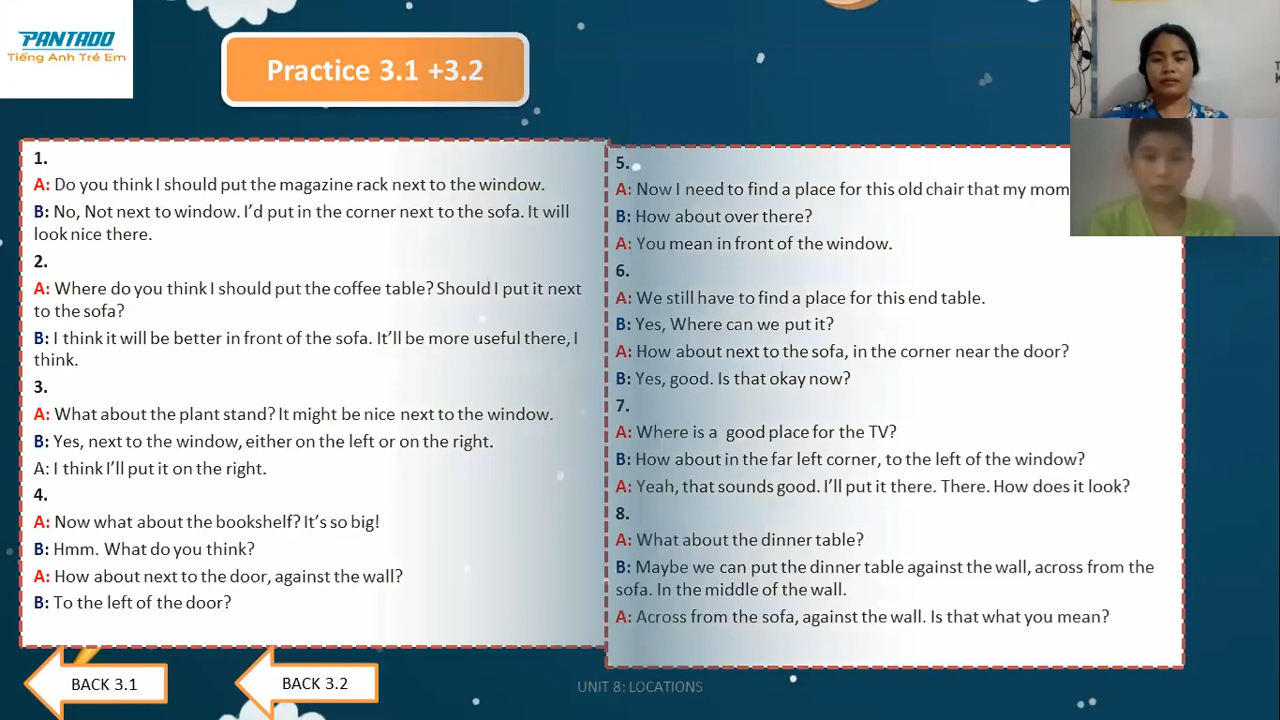 PANTADO
Tiếng Anh Trẻ Em
Practice 3.1 +3.2
1.
A: Do you think I should put the magazine rack next to the window.
B: No, Not next to window. I'd put in the corner next to the sofa. It will
look nice there.
2.
A: Where do you think I should put the coffee table? Should I put it next
to the sofa?
B: I think it will be better in front of the sofa. It'll be more useful there, I
think.
3.
A: What about the plant stand? It might be nice next to the window.
B: Yes, next to the window, either on the left or on the right.
A: I think I'll put it on the right.
4.
A: Now what about the bookshelf? It's so big!
B: Hmm. What do you think?
A: How about next to the door, against the wall?
B: To the left of the door?
5.
A: Now I need to find a place for this old chair that my mom
B: How about over there?
A: You mean in front of the window.
6.
A: We still have to find a place for this end table.
B: Yes, Where can we put it?
A: How about next to the sofa, in the corner near the door?
B: Yes, good. Is that okay now?
7.
A: Where is a  good place for the TV?
B: How about in the far left corner, to the left of the window?
A: Yeah, that sounds good. I'll put it there. There. How does it look?
8.
A: What about the dinner table?
B: Maybe we can put the dinner table against the wall, across from the
sofa. In the middle of the wall.
A: Across from the sofa, against the wall. Is that what you mean?
BACK 3.1
BACK 3.2
UNIT 8: LOCATIONS